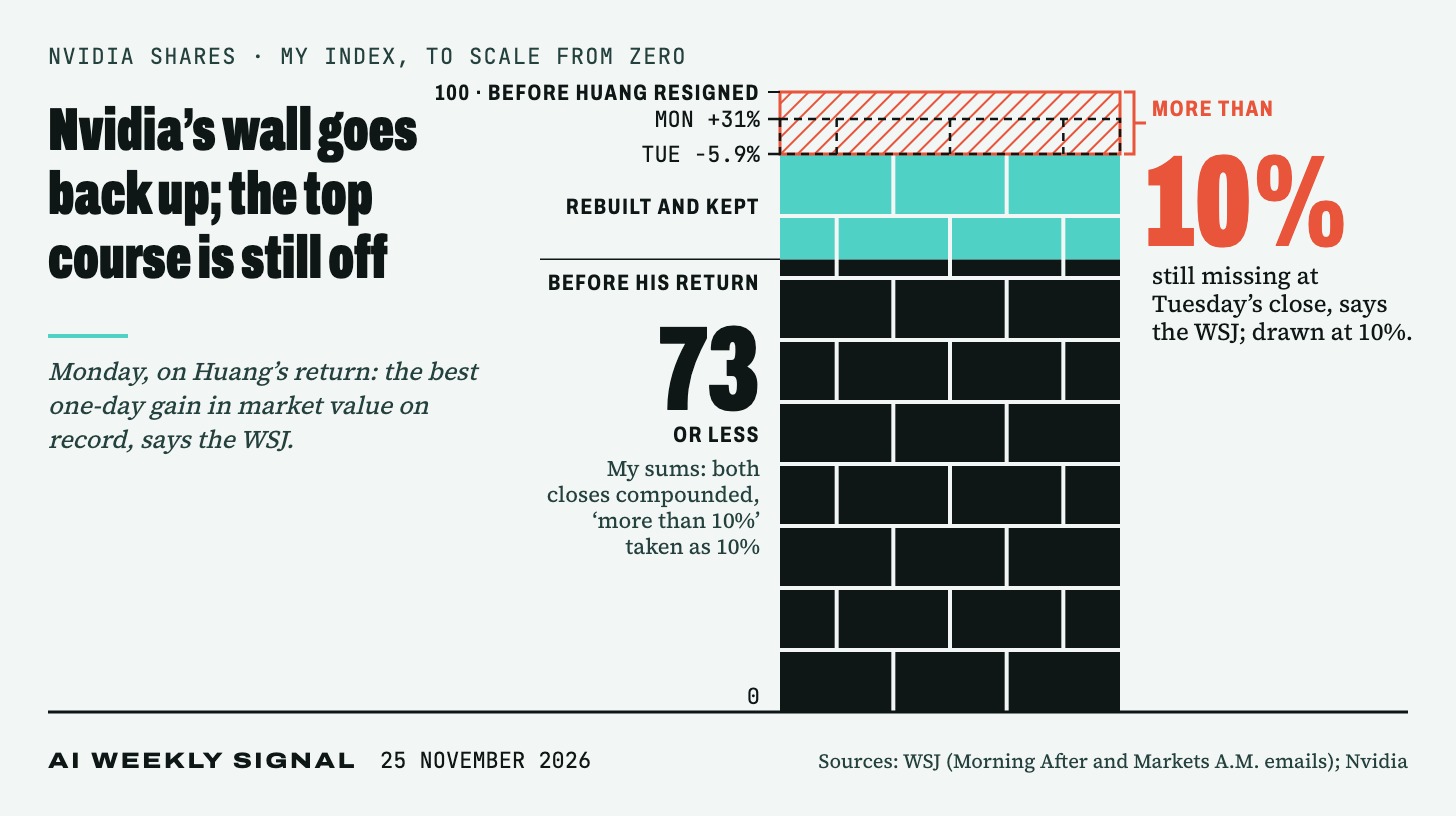 NVIDIA SHARES · MY INDEX, TO SCALE FROM ZERO
Nvidia’s wall goes
back up; the top
course is still off
Monday, on Huang’s return: the best
one-day gain in market value on
record, says the WSJ.
100 · BEFORE HUANG RESIGNED
MON +31%
TUE -5.9%
REBUILT AND KEPT
BEFORE HIS RETURN
73
OR LESS
My sums: both
closes compounded,
‘more than 10%’
taken as 10%
0
MORE THAN
10%
still missing at
Tuesday’s close, says
the WSJ; drawn at 10%.
AI WEEKLY SIGNAL 25 NOVEMBER 2026
Sources: WSJ (Morning After and Markets A.M. emails); Nvidia